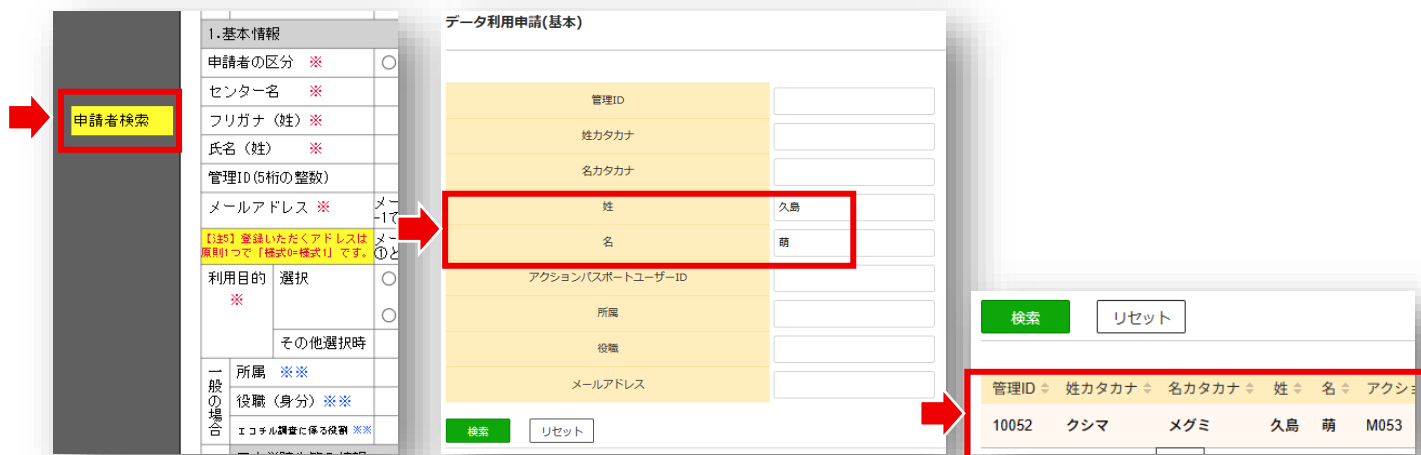 申請者検索
1.基本情報
申請者の区分 ※ ○
センター名 ※
フリガナ（姓）※
氏名（姓） ※
管理ID(5桁の整数)
メールアドレス ※
【注5】登録いただくアドレスは
原則1つで「様式0=様式1」です。
利用目的 選択 ○
※ ○
その他選択時
一般の場合
所属 ※※
役職（身分）※※
エコチル調査に係る役割 ※※
データ利用申請(基本)
管理ID
姓カタカナ
名カタカナ
姓 久島
名 萌
アクションパスポートユーザーID
所属
役職
メールアドレス
検索 リセット
検索 リセット
管理ID 姓カタカナ 名カタカナ 姓 名
10052 クシマ メグミ 久島 萌 M053